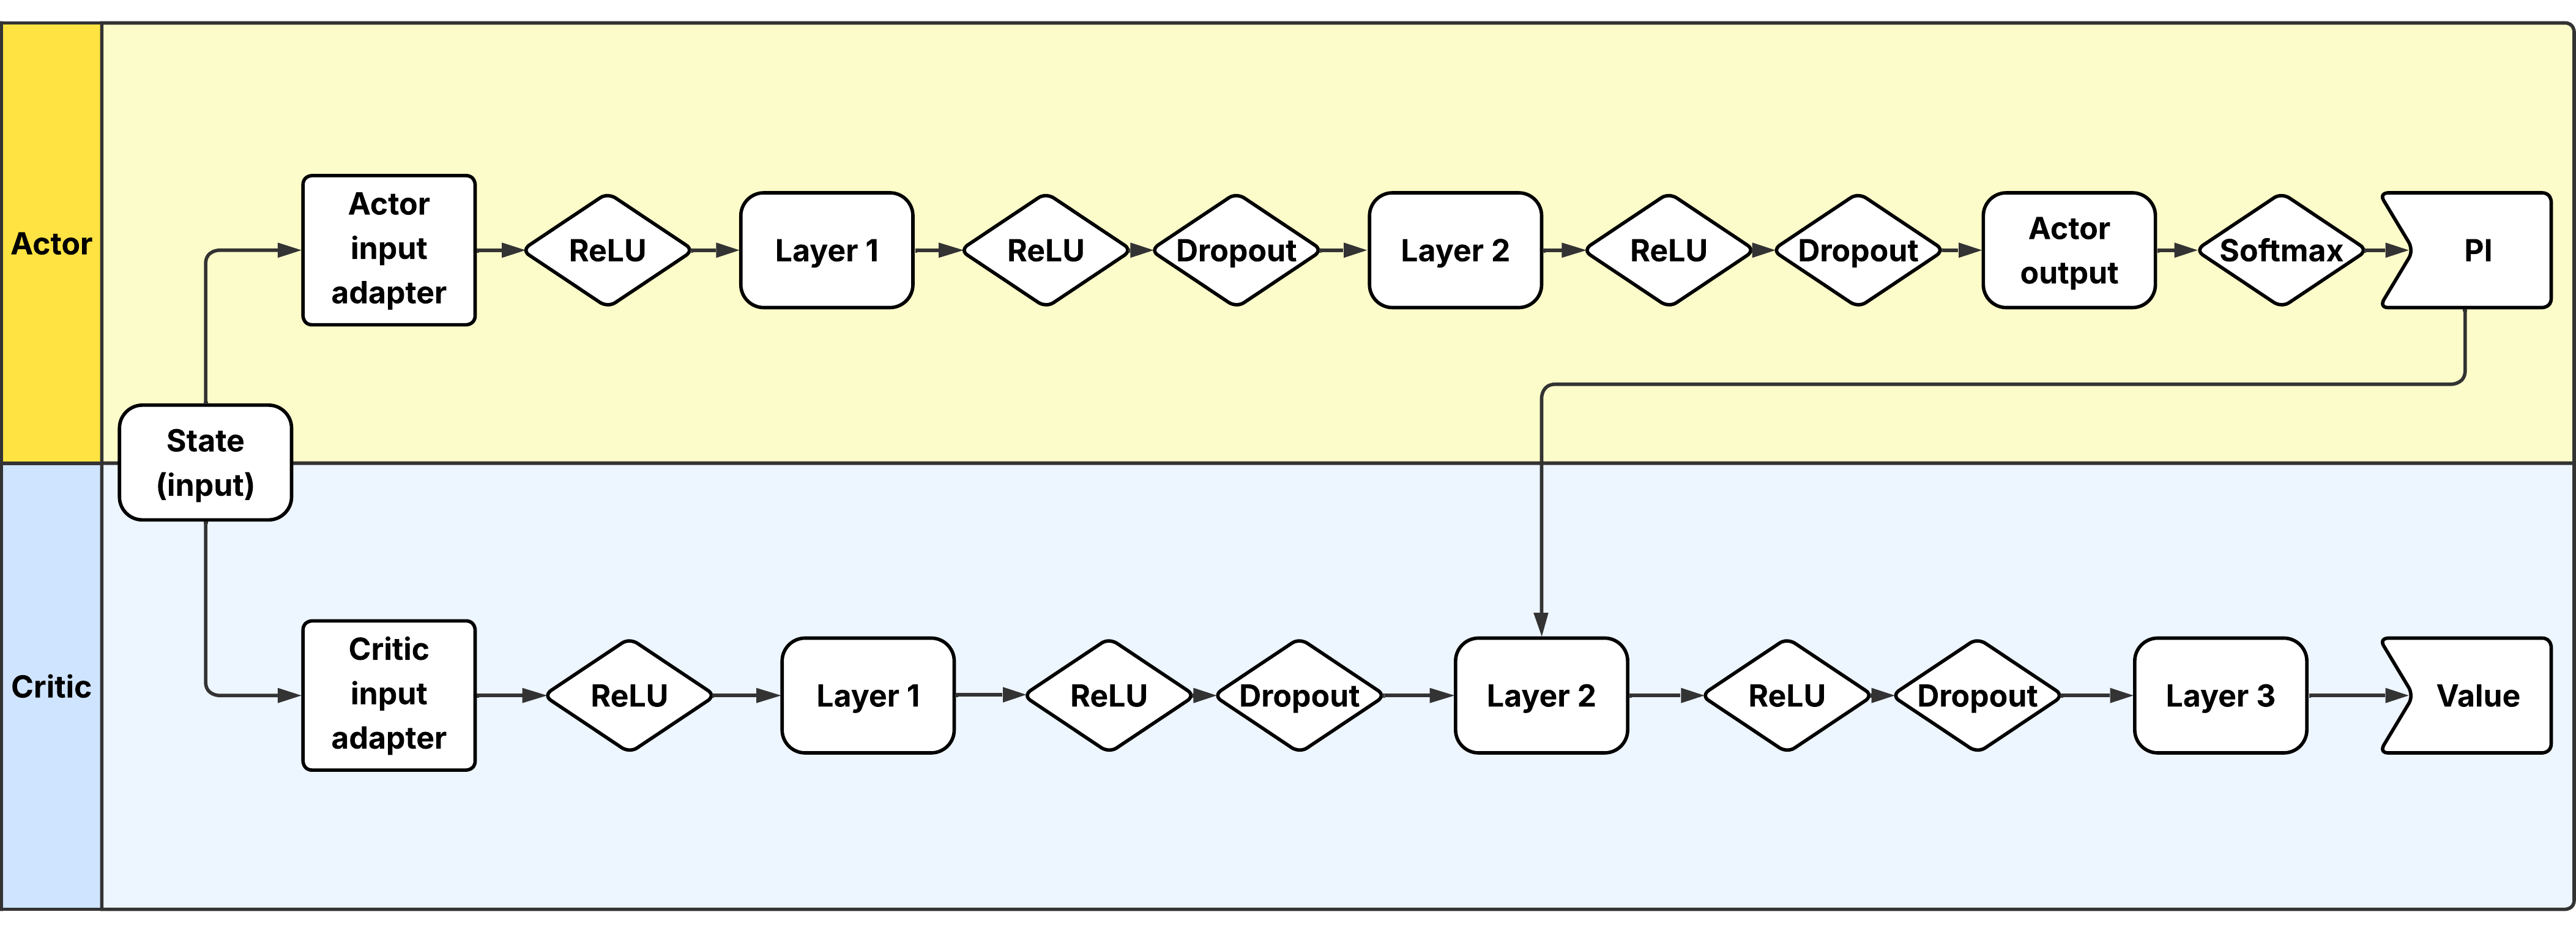 Actor
Actor
input
adapter
ReLU
Layer 1
ReLU
Dropout
Layer 2
ReLU
Dropout
Actor
output
Softmax
PI
State
(input)
Critic
Critic
input
adapter
ReLU
Layer 1
ReLU
Dropout
Layer 2
ReLU
Dropout
Layer 3
Value